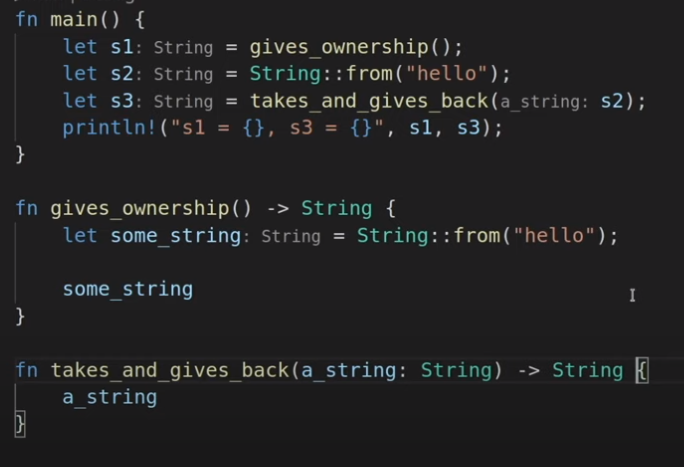 fn main() {
    let s1: String = gives_ownership();
    let s2: String = String::from("hello");
    let s3: String = takes_and_gives_back(a_string: s2);
    println!("s1 = {}, s3 = {}", s1, s3);
}

fn gives_ownership() -> String {
    let some_string: String = String::from("hello");

    some_string
}

fn takes_and_gives_back(a_string: String) -> String {
    a_string
}